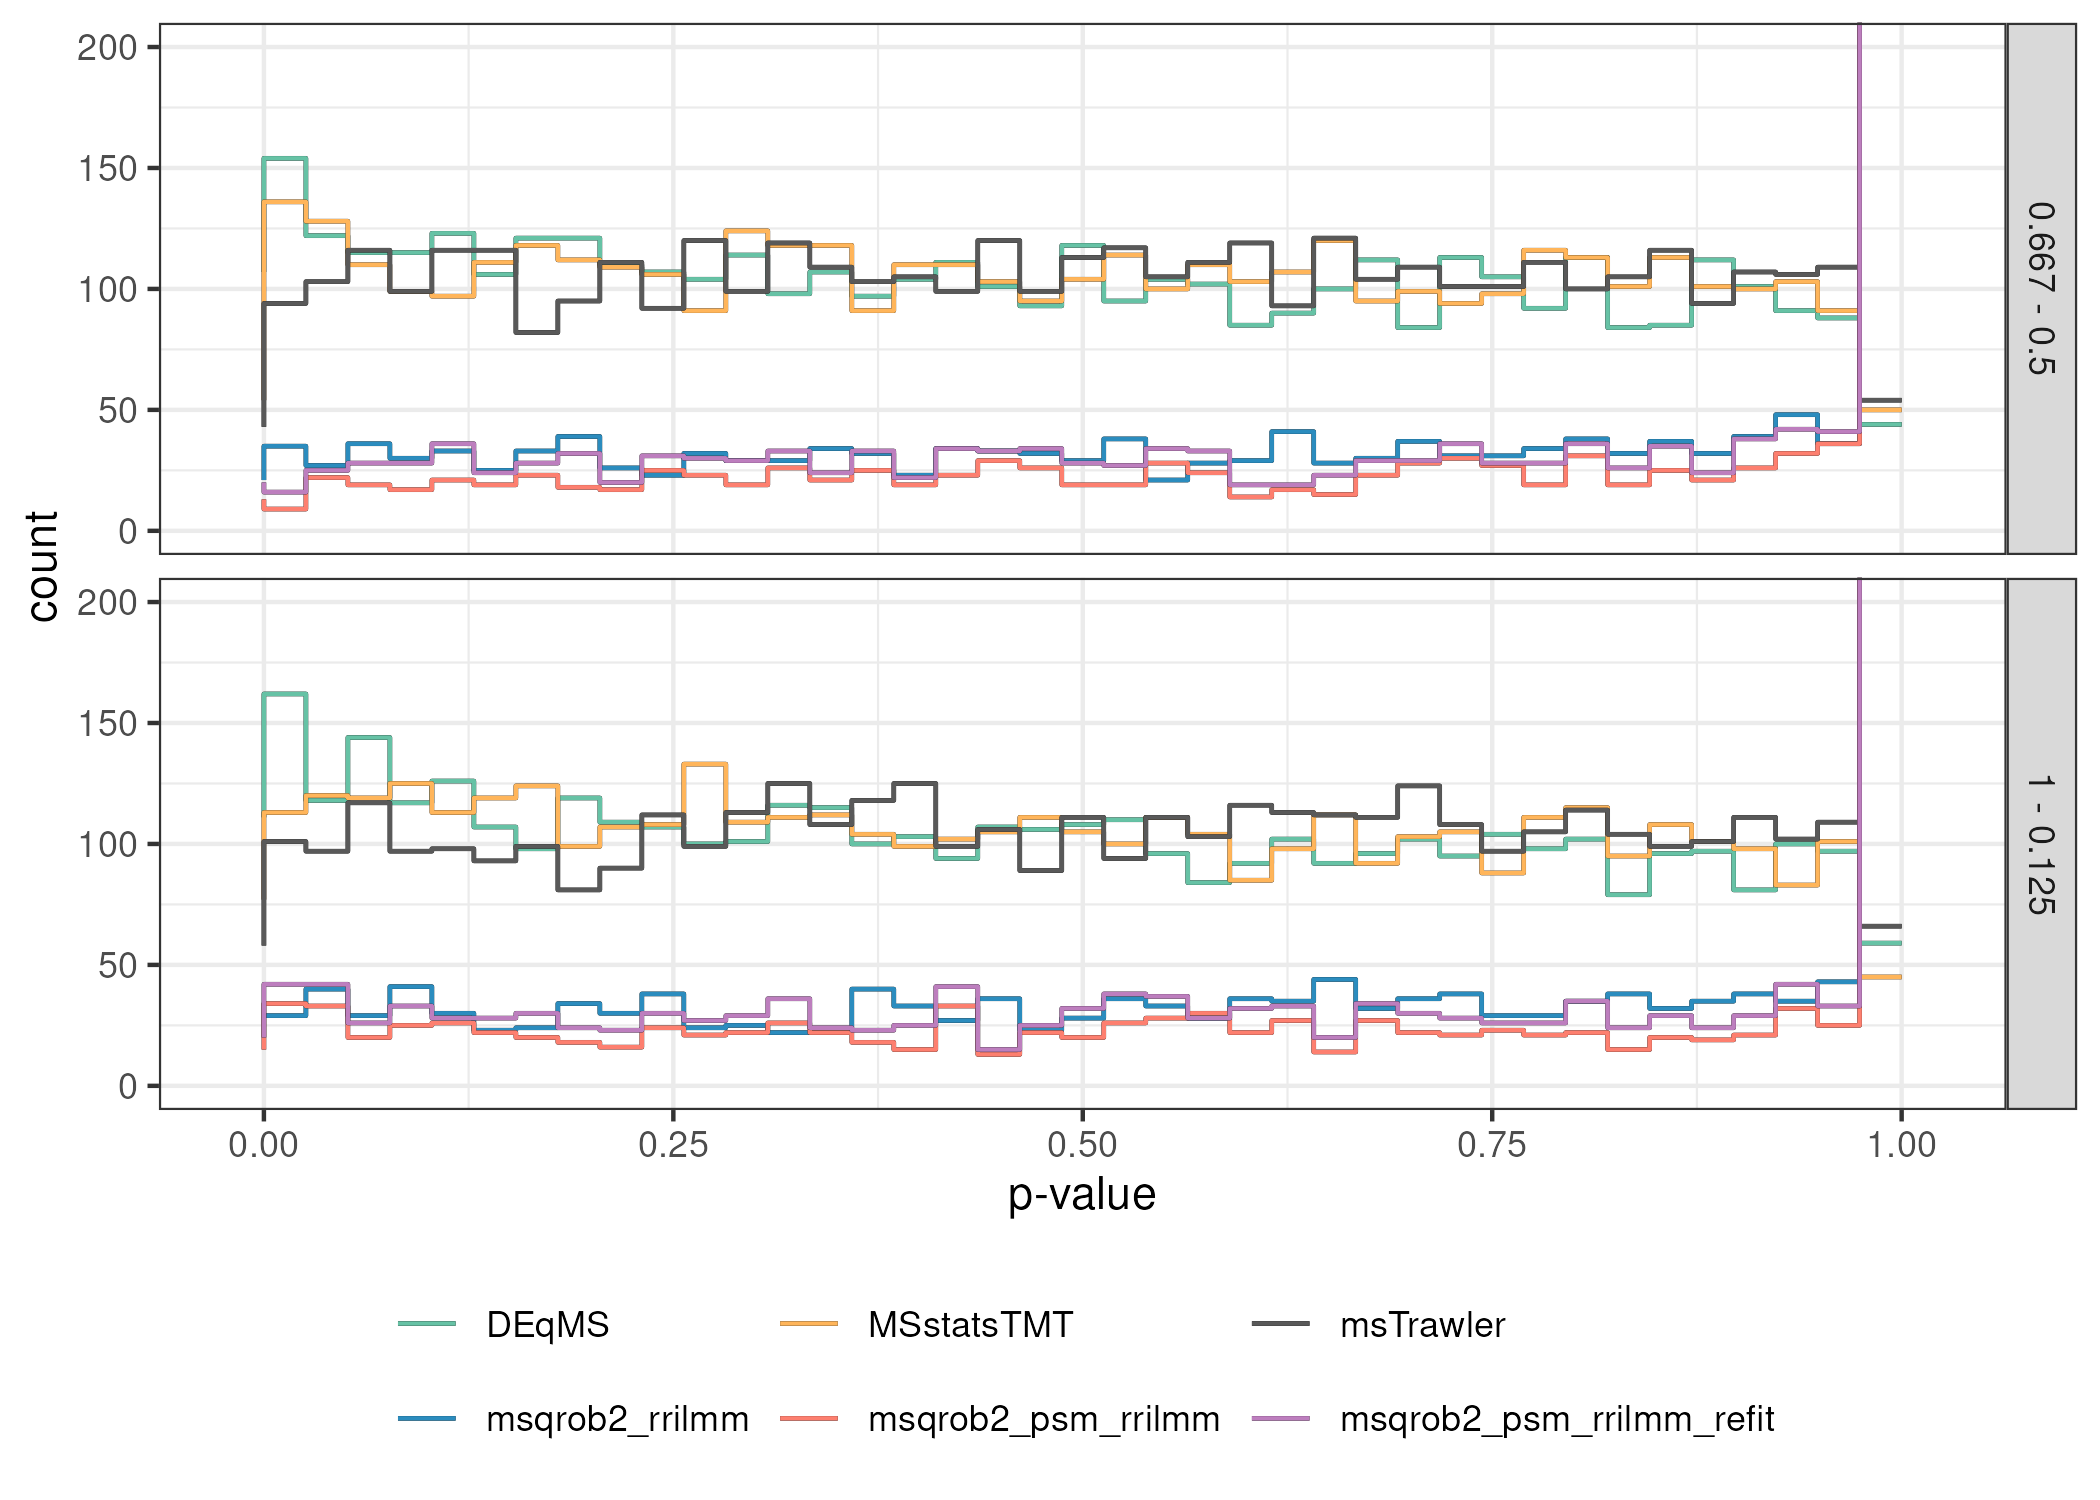 200
150
100
50
0
0.667 - 0.5
count
200
150
100
50
0
1 - 0.125
0.00 0.25 0.50 0.75 1.00
p-value
DEqMS MSstatsTMT msTrawler
msqrob2_rrilmm msqrob2_psm_rrilmm msqrob2_psm_rrilmm_refit